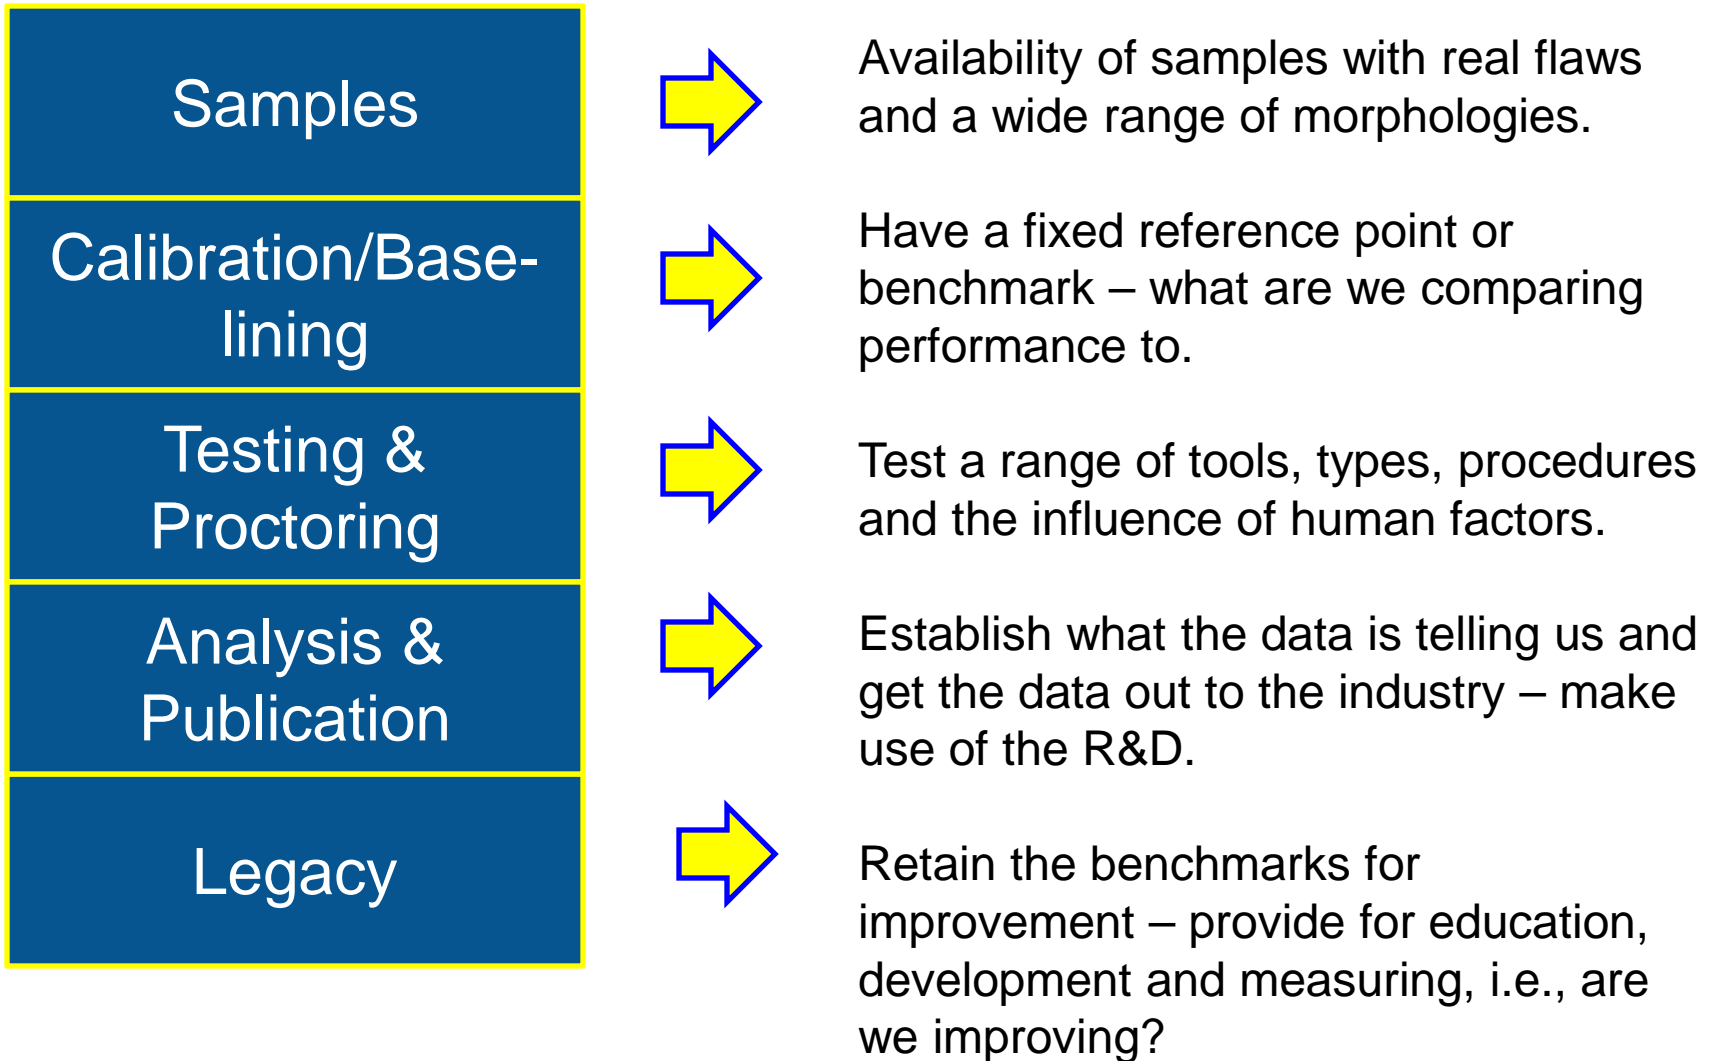 Samples
Availability of samples with real flaws
and a wide range of morphologies.
Calibration/Base-
lining
Have a fixed reference point or
benchmark – what are we comparing
performance to.
Testing &
Proctoring
Test a range of tools, types, procedures
and the influence of human factors.
Analysis &
Publication
Establish what the data is telling us and
get the data out to the industry – make
use of the R&D.
Legacy
Retain the benchmarks for
improvement – provide for education,
development and measuring, i.e., are
we improving?